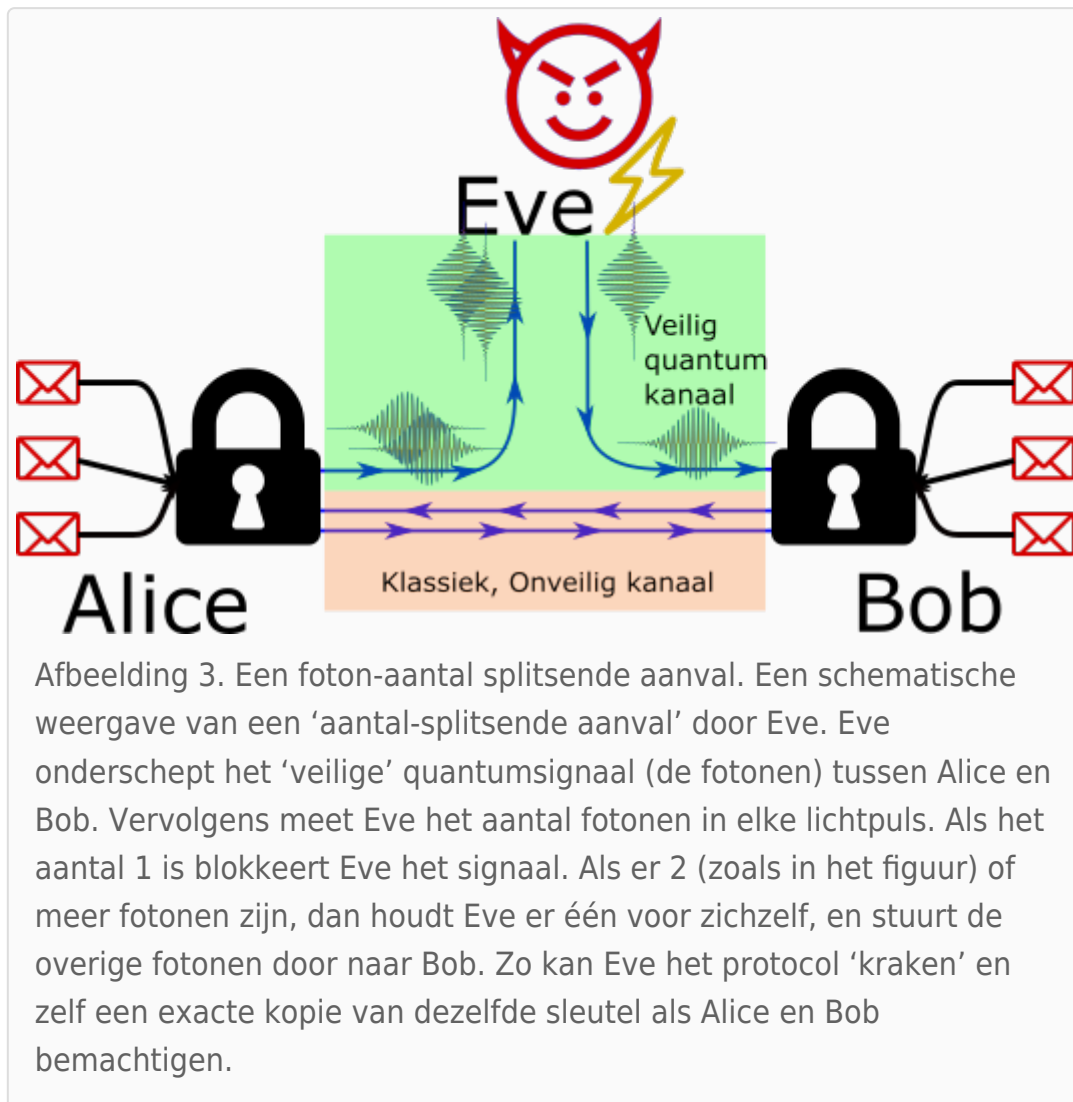 Eve
Veilig
quantum
kanaal
Klassiek, Onveilig kanaal
Alice
Bob
Afbeelding 3. Een foton-aantal splitsende aanval. Een schematische
weergave van een ‘aantal-splitsende aanval’ door Eve. Eve
onderschept het ‘veilige’ quantumsignaal (de fotonen) tussen Alice en
Bob. Vervolgens meet Eve het aantal fotonen in elke lichtpuls. Als het
aantal 1 is blokkeert Eve het signaal. Als er 2 (zoals in het figuur) of
meer fotonen zijn, dan houdt Eve er één voor zichzelf, en stuurt de
overige fotonen door naar Bob. Zo kan Eve het protocol ‘kraken’ en
zelf een exacte kopie van dezelfde sleutel als Alice en Bob
bemachtigen.